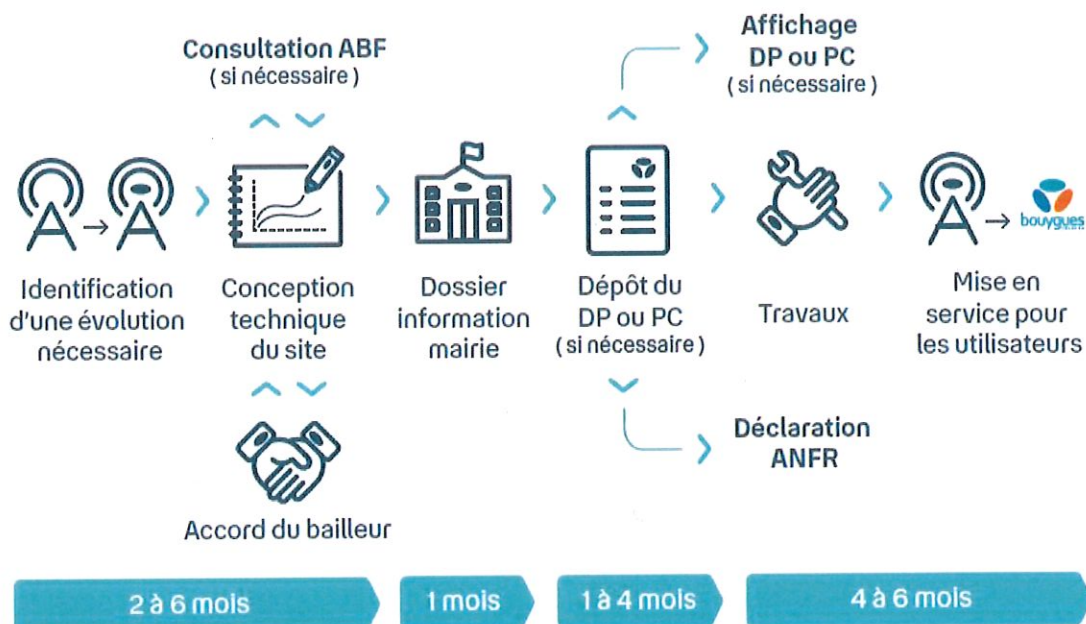 Consultation ABF
( si nécessaire )
Affichage
DP ou PC
( si nécessaire )
bouygues
Identification
d'une évolution
nécessaire
Conception
technique
du site
Dossier
information
mairie
Dépôt du
DP ou PC
( si nécessaire )
Travaux
Mise en
service pour
les utilisateurs
Déclaration
ANFR
Accord du bailleur
2 à 6 mois
1 mois
1 à 4 mois
4 à 6 mois